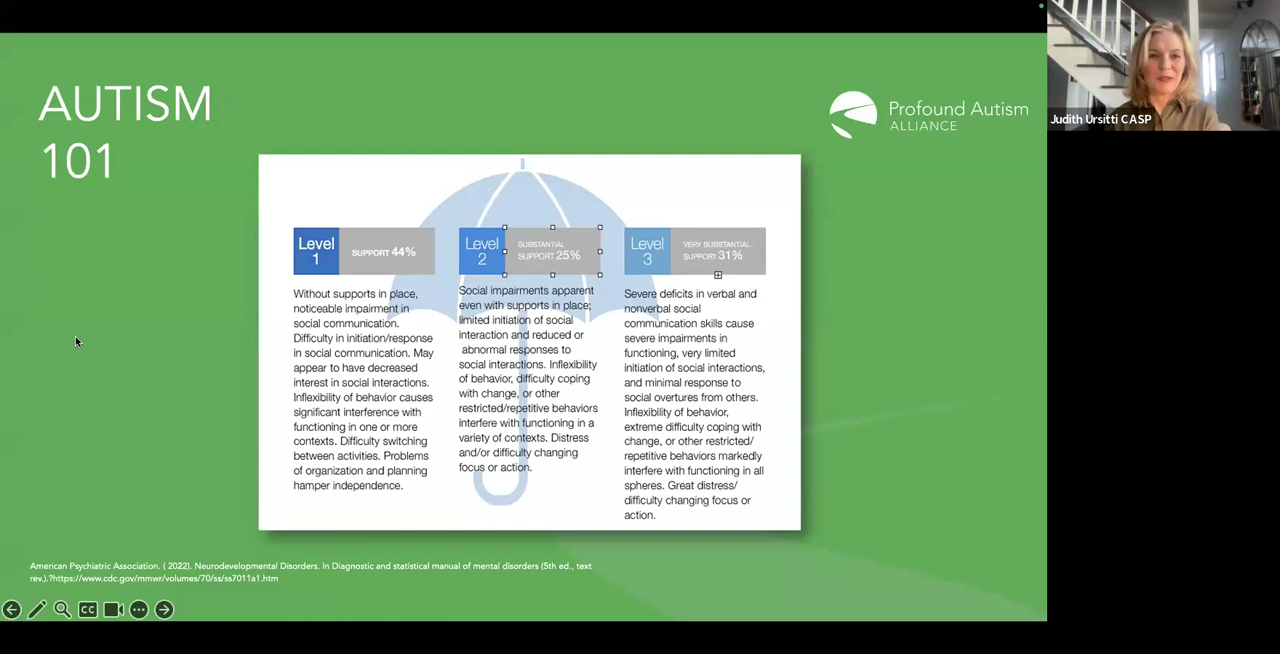 AUTISM
101
Profound Autism
ALLIANCE
Judith Ursitti CASP
Level
1
SUPPORT 44%
Without supports in place,
noticeable impairment in
social communication.
Difficulty in initiation/response
in social communication. May
appear to have decreased
interest in social interactions.
Inflexibility of behavior causes
significant interference with
functioning in one or more
contexts. Difficulty switching
between activities. Problems
of organization and planning
hamper independence.
Level
2
SUBSTANTIAL
SUPPORT 25%
Social impairments apparent
even with supports in place;
limited initiation of social
interaction and reduced or
abnormal responses to
social interactions. Inflexibility
of behavior, difficulty coping
with change, or other
restricted/repetitive behaviors
interfere with functioning in a
variety of contexts. Distress
and/or difficulty changing
focus or action.
Level
3
VERY SUBSTANTIAL
SUPPORT 31%
Severe deficits in verbal and
nonverbal social
communication skills cause
severe impairments in
functioning, very limited
initiation of social interactions,
and minimal response to
social overtures from others.
Inflexibility of behavior,
extreme difficulty coping with
change, or other restricted/
repetitive behaviors markedly
interfere with functioning in all
spheres. Great distress/
difficulty changing focus or
action.
American Psychiatric Association. ( 2022). Neurodevelopmental Disorders. In Diagnostic and statistical manual of mental disorders (5th ed., text
rev.).?https://www.cdc.gov/mmwr/volumes/70/ss/ss7011a1.htm
CC